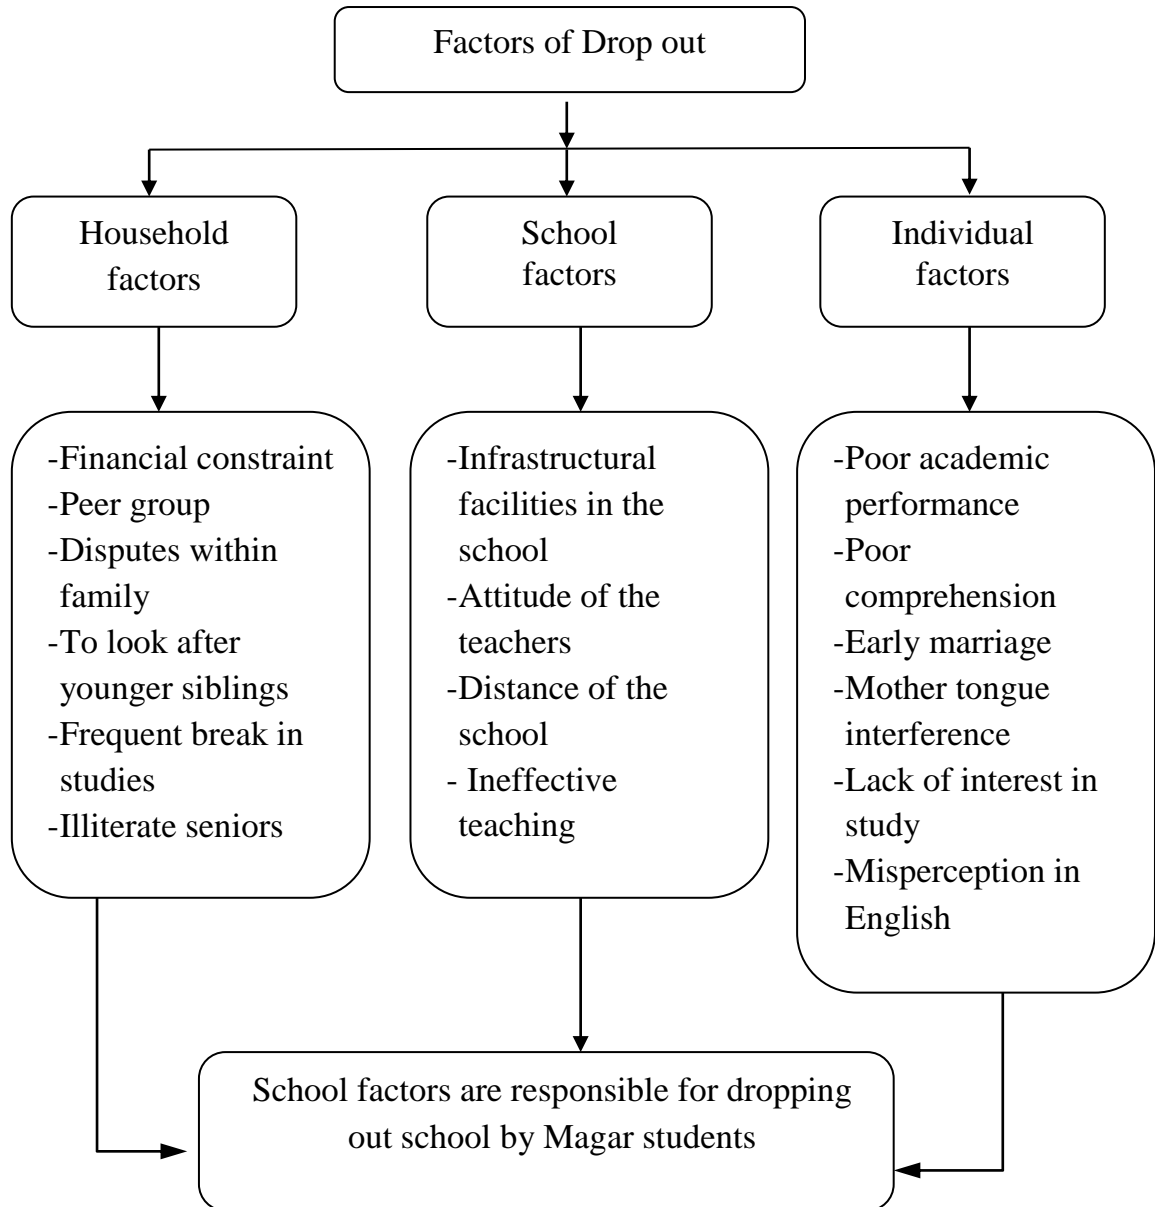 Factors of Drop out
Household
factors
School
factors
Individual
factors
-Financial constraint
-Peer group
-Disputes within
family
-To look after
younger siblings
-Frequent break in
studies
-Illiterate seniors
-Infrastructural
facilities in the
school
-Attitude of the
teachers
-Distance of the
school
- Ineffective
teaching
-Poor academic
performance
-Poor
comprehension
-Early marriage
-Mother tongue
interference
-Lack of interest in
study
-Misperception in
English
School factors are responsible for dropping
out school by Magar students